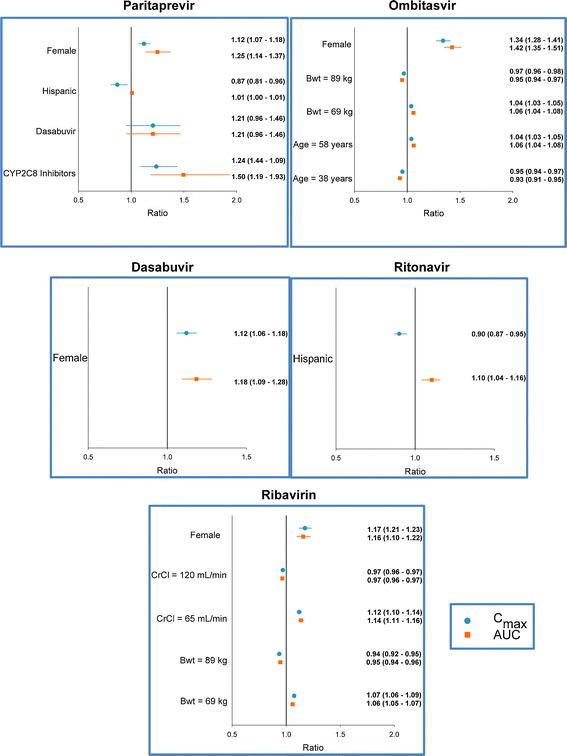 Paritaprevir
Female
1.12 (1.07 - 1.18)
1.25 (1.14 - 1.37)
Hispanic
0.87 (0.81 - 0.96)
1.01 (1.00 - 1.01)
Dasabuvir
1.21 (0.96 - 1.46)
1.21 (0.96 - 1.46)
CYP2C8 Inhibitors
1.24 (1.44 - 1.09)
1.50 (1.19 - 1.93)
0.5 1.0 1.5 2.0
Ratio
Ombitasvir
Female
1.34 (1.28 - 1.41)
1.42 (1.35 - 1.51)
Bwt = 89 kg
0.97 (0.96 - 0.98)
0.95 (0.94 - 0.97)
Bwt = 69 kg
1.04 (1.03 - 1.05)
1.06 (1.04 - 1.08)
Age = 58 years
1.04 (1.03 - 1.05)
1.06 (1.04 - 1.08)
Age = 38 years
0.95 (0.94 - 0.97)
0.93 (0.91 - 0.95)
0.5 1.0 1.5 2.0
Ratio
Dasabuvir
Female
1.12 (1.06 - 1.18)
1.18 (1.09 - 1.28)
0.5 1.0 1.5
Ratio
Ritonavir
Hispanic
0.90 (0.87 - 0.95)
1.10 (1.04 - 1.16)
0.5 1.0 1.5
Ratio
Ribavirin
Female
1.17 (1.21 - 1.23)
1.16 (1.10 - 1.22)
CrCl = 120 mL/min
0.97 (0.96 - 0.97)
0.97 (0.96 - 0.97)
CrCl = 65 mL/min
1.12 (1.10 - 1.14)
1.14 (1.11 - 1.16)
Bwt = 89 kg
0.94 (0.92 - 0.95)
0.95 (0.94 - 0.96)
Bwt = 69 kg
1.07 (1.06 - 1.09)
1.06 (1.05 - 1.07)
0.5 1.0 1.5 2.0
Ratio
Cmax
AUC